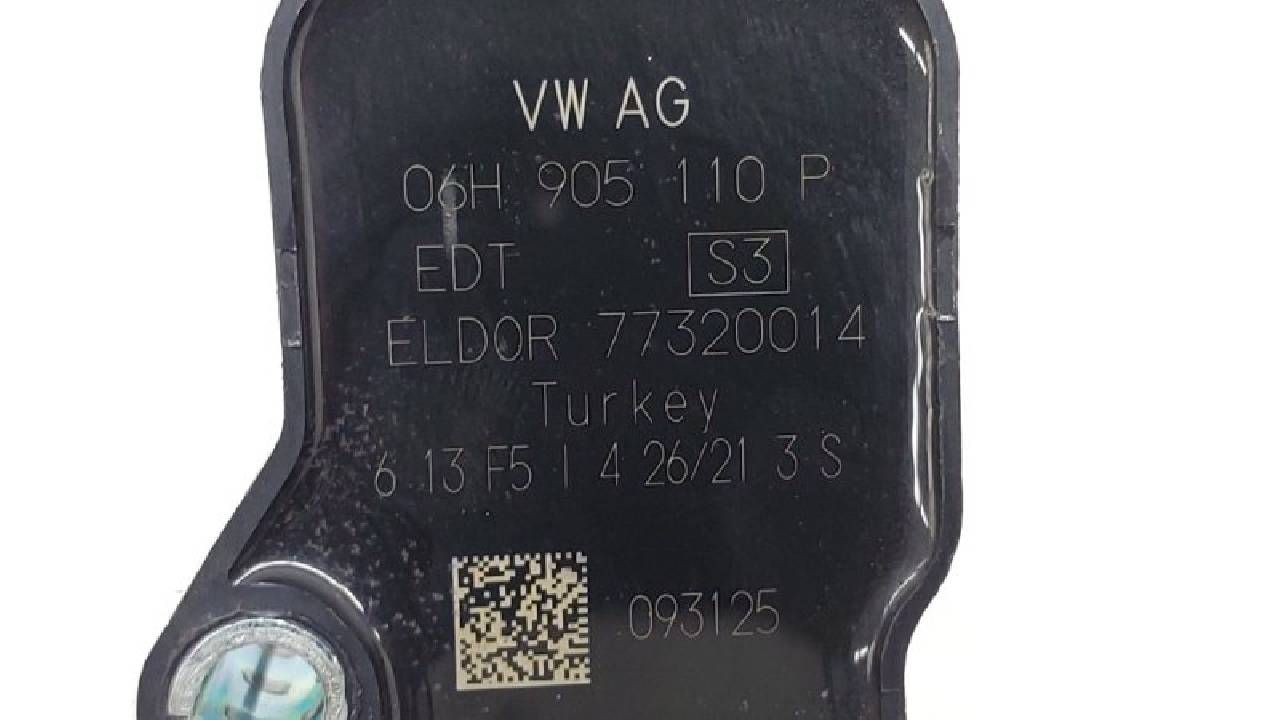 VW AG
06H 905 110 P
EDT S3
ELDOR 77320014
Turkey
6 13 F5 I 4 26/21 3 S
093125